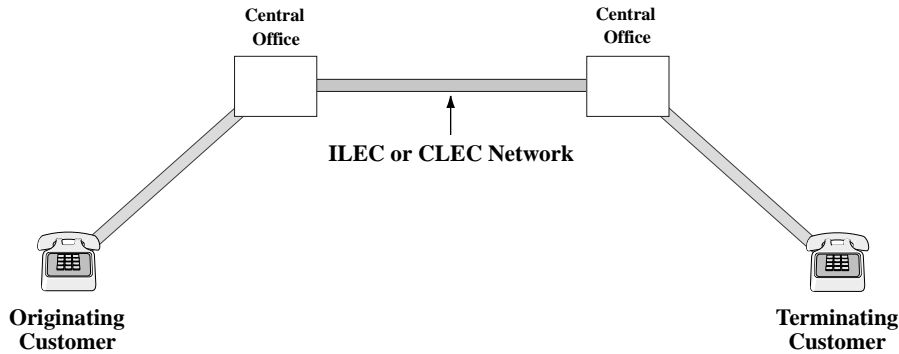 Central
Office
Central
Office
ILEC or CLEC Network
Originating
Customer
Terminating
Customer